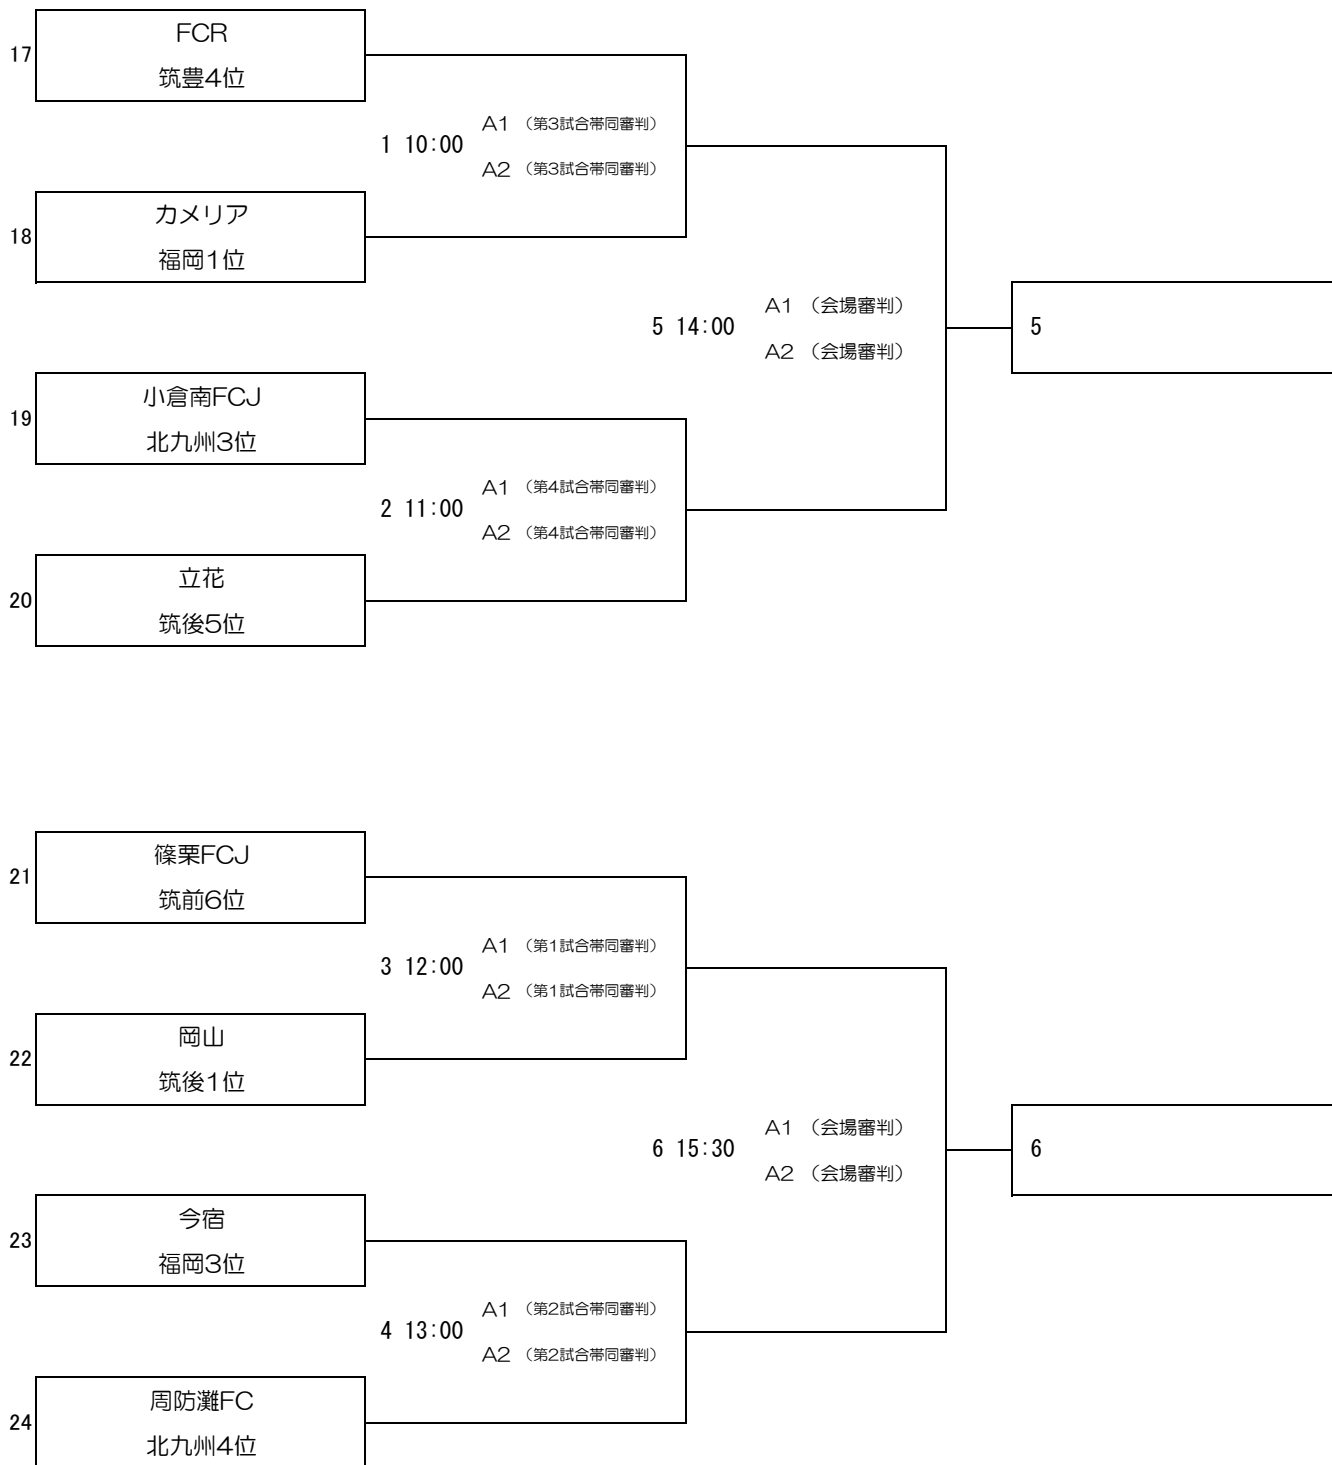 FCR
17
筑豊4位
A1 （第3試合帯同審判）
1 10:00
A2 （第3試合帯同審判）
カメリア
18
福岡1位
A1 （会場審判）
5 14:00
5
A2 （会場審判）
小倉南FCJ
19
北九州3位
A1 （第4試合帯同審判）
2 11:00
A2 （第4試合帯同審判）
立花
20
筑後5位
篠栗FCJ
21
筑前6位
A1 （第1試合帯同審判）
3 12:00
A2 （第1試合帯同審判）
岡山
22
筑後1位
A1 （会場審判）
6 15:30
6
A2 （会場審判）
今宿
23
福岡3位
A1 （第2試合帯同審判）
4 13:00
A2 （第2試合帯同審判）
周防灘FC
24
北九州4位